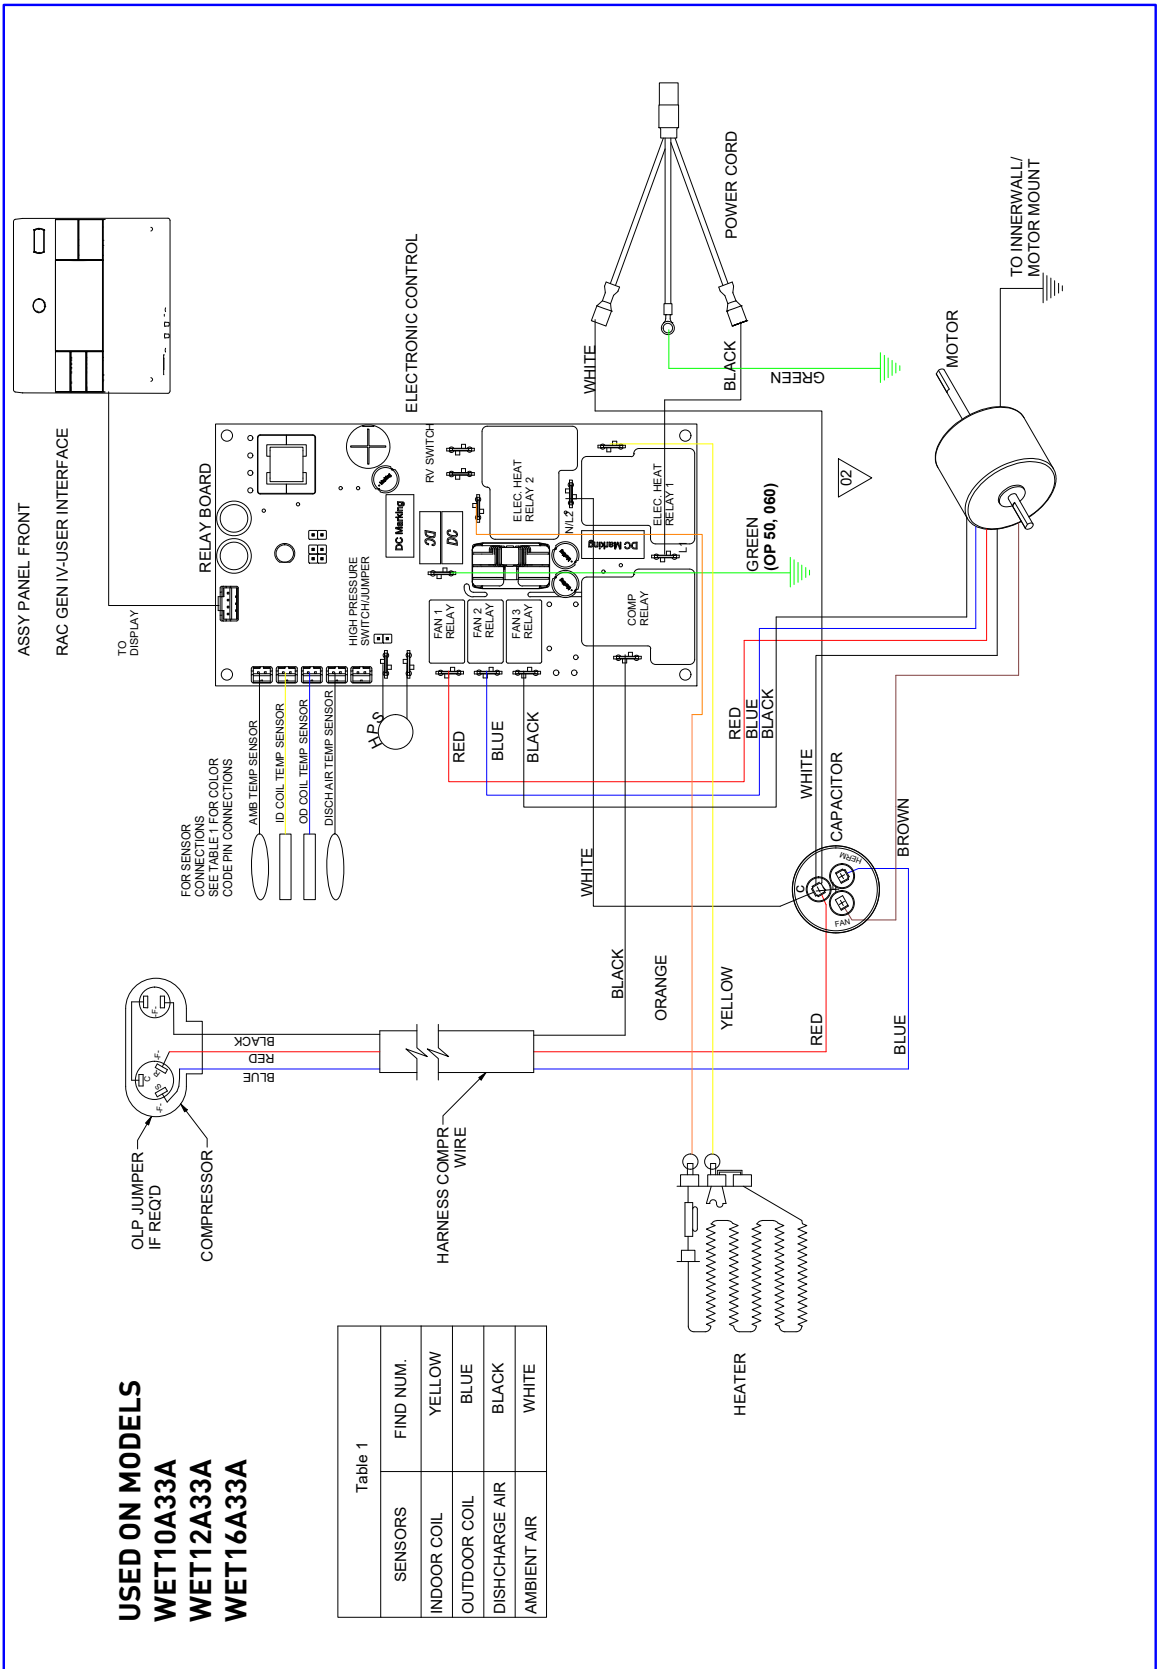 USED ON MODELS
WET10A33A
WET12A33A
WET16A33A
Table 1
SENSORS
FIND NUM.
INDOOR COIL
YELLOW
OUTDOOR COIL
BLUE
DISHCHARGE AIR
BLACK
AMBIENT AIR
WHITE
ASSY PANEL FRONT
RAC GEN IV-USER INTERFACE
TO
DISPLAY
RELAY BOARD
ELECTRONIC CONTROL
FOR SENSOR
CONNECTIONS
SEE TABLE 1 FOR COLOR
CODE PIN CONNECTIONS
AMB TEMP SENSOR
ID COIL TEMP SENSOR
OD COIL TEMP SENSOR
DISCH AIR TEMP SENSOR
HIGH PRESSURE
SWITCH/JUMPER
H.P.S
DC Marking
DC
DC
RV SWITCH
FAN 1
RELAY
FAN 2
RELAY
FAN 3
RELAY
ELEC. HEAT
RELAY 2
N/L2
DC Marking
ELEC. HEAT
RELAY 1
L1
COMP
RELAY
RED
BLUE
BLACK
WHITE
BLACK
GREEN
POWER CORD
GREEN
(OP 50, 060)
02
TO INNERWALL/
MOTOR MOUNT
MOTOR
RED
BLUE
BLACK
WHITE
WHITE
CAPACITOR
BROWN
C
HERM
FAN
BLACK
ORANGE
YELLOW
RED
BLUE
OLP JUMPER
IF REQ'D
COMPRESSOR
C
R
S
-F-
-F-
-F-
BLACK
RED
BLUE
HARNESS COMPR
WIRE
HEATER